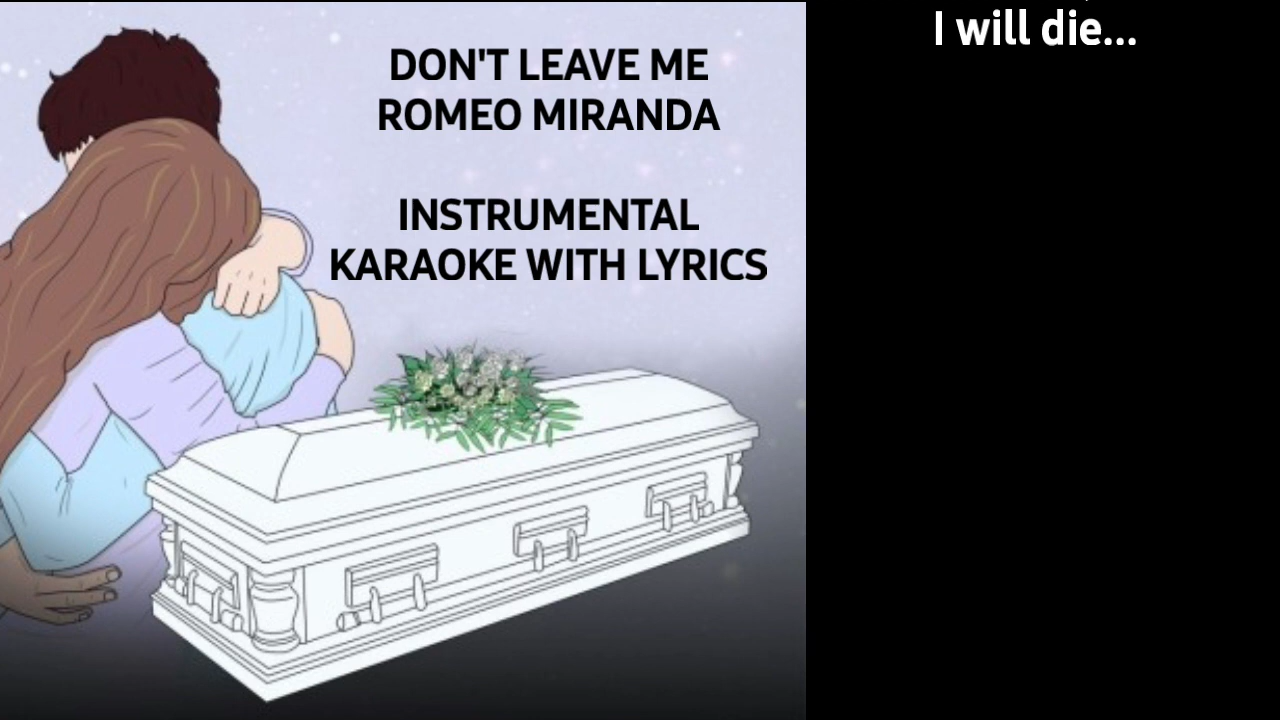 DON'T LEAVE ME
ROMEO MIRANDA
INSTRUMENTAL
KARAOKE WITH LYRICS
I will die...